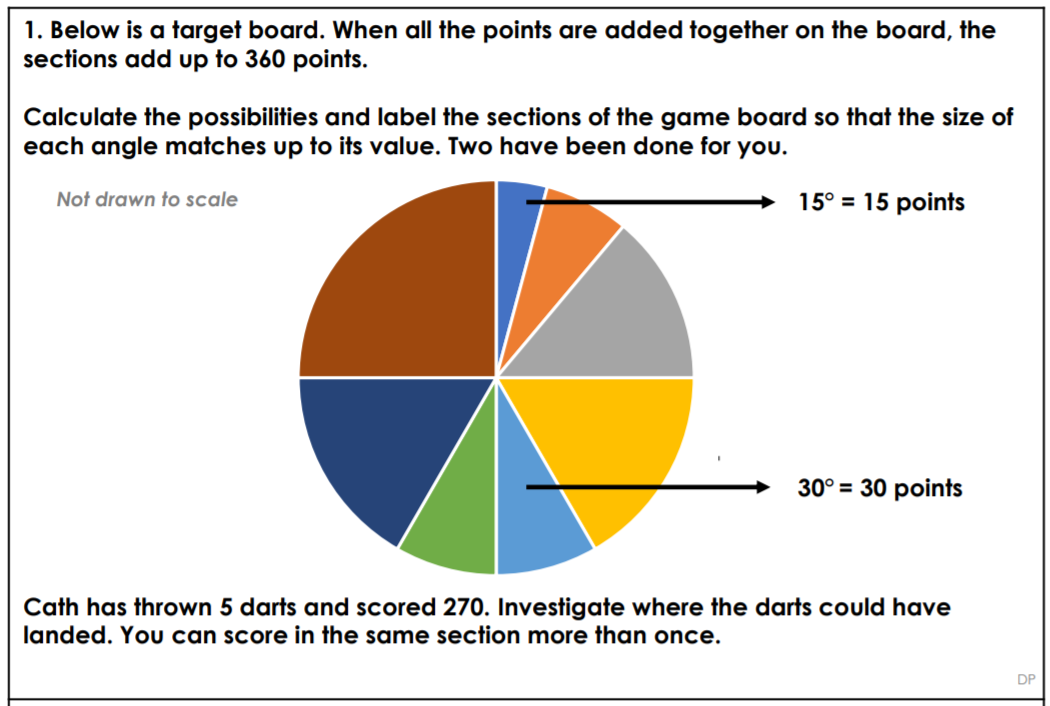 1. Below is a target board. When all the points are added together on the board, the
sections add up to 360 points.
Calculate the possibilities and label the sections of the game board so that the size of
each angle matches up to its value. Two have been done for you.
Not drawn to scale
15° = 15 points
30° = 30 points
Cath has thrown 5 darts and scored 270. Investigate where the darts could have
landed. You can score in the same section more than once.
DP